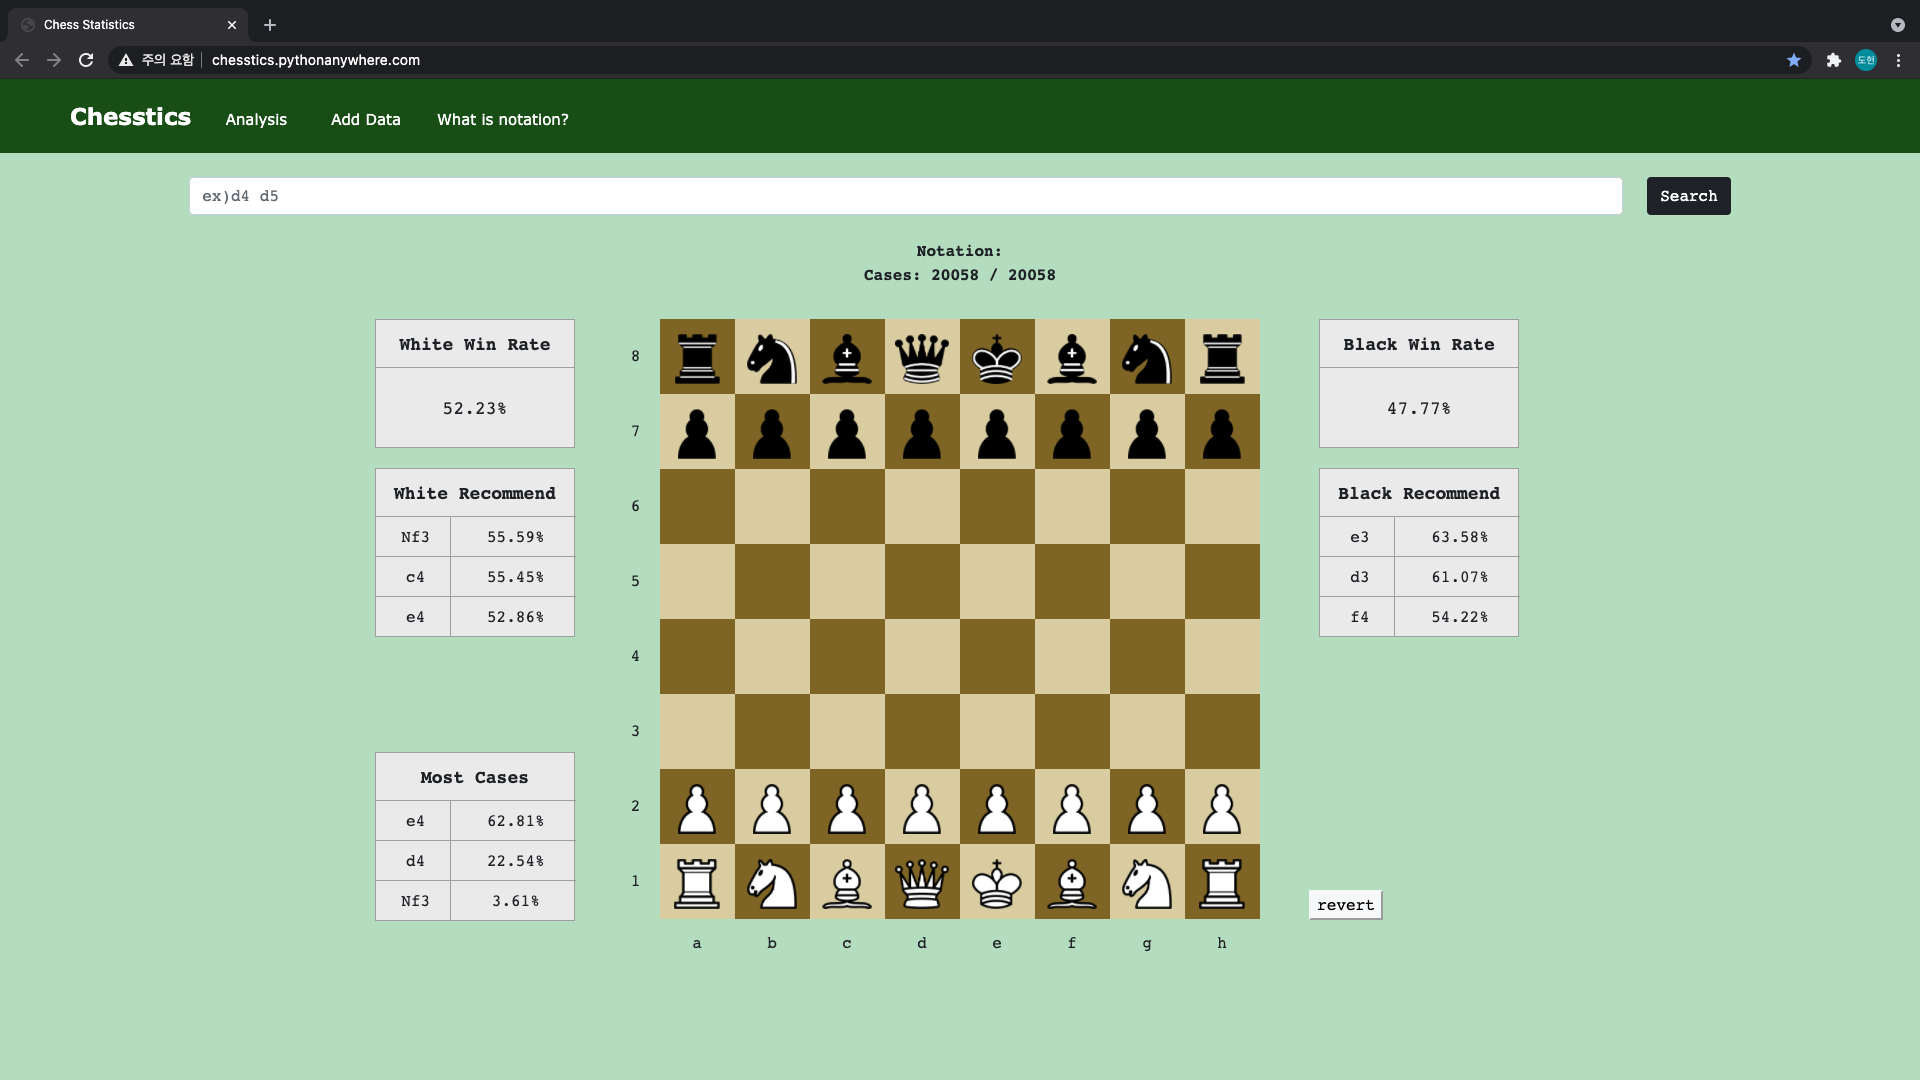 Chess Statistics
주의 요함 chesstics.pythonanywhere.com
도현
Chesstics Analysis Add Data What is notation?
ex)d4 d5 Search
Notation:
Cases: 20058 / 20058
White Win Rate
52.23%
White Recommend
Nf3 55.59%
c4 55.45%
e4 52.86%
Most Cases
e4 62.81%
d4 22.54%
Nf3 3.61%
8
7
6
5
4
3
2
1
a b c d e f g h
Black Win Rate
47.77%
Black Recommend
e3 63.58%
d3 61.07%
f4 54.22%
revert